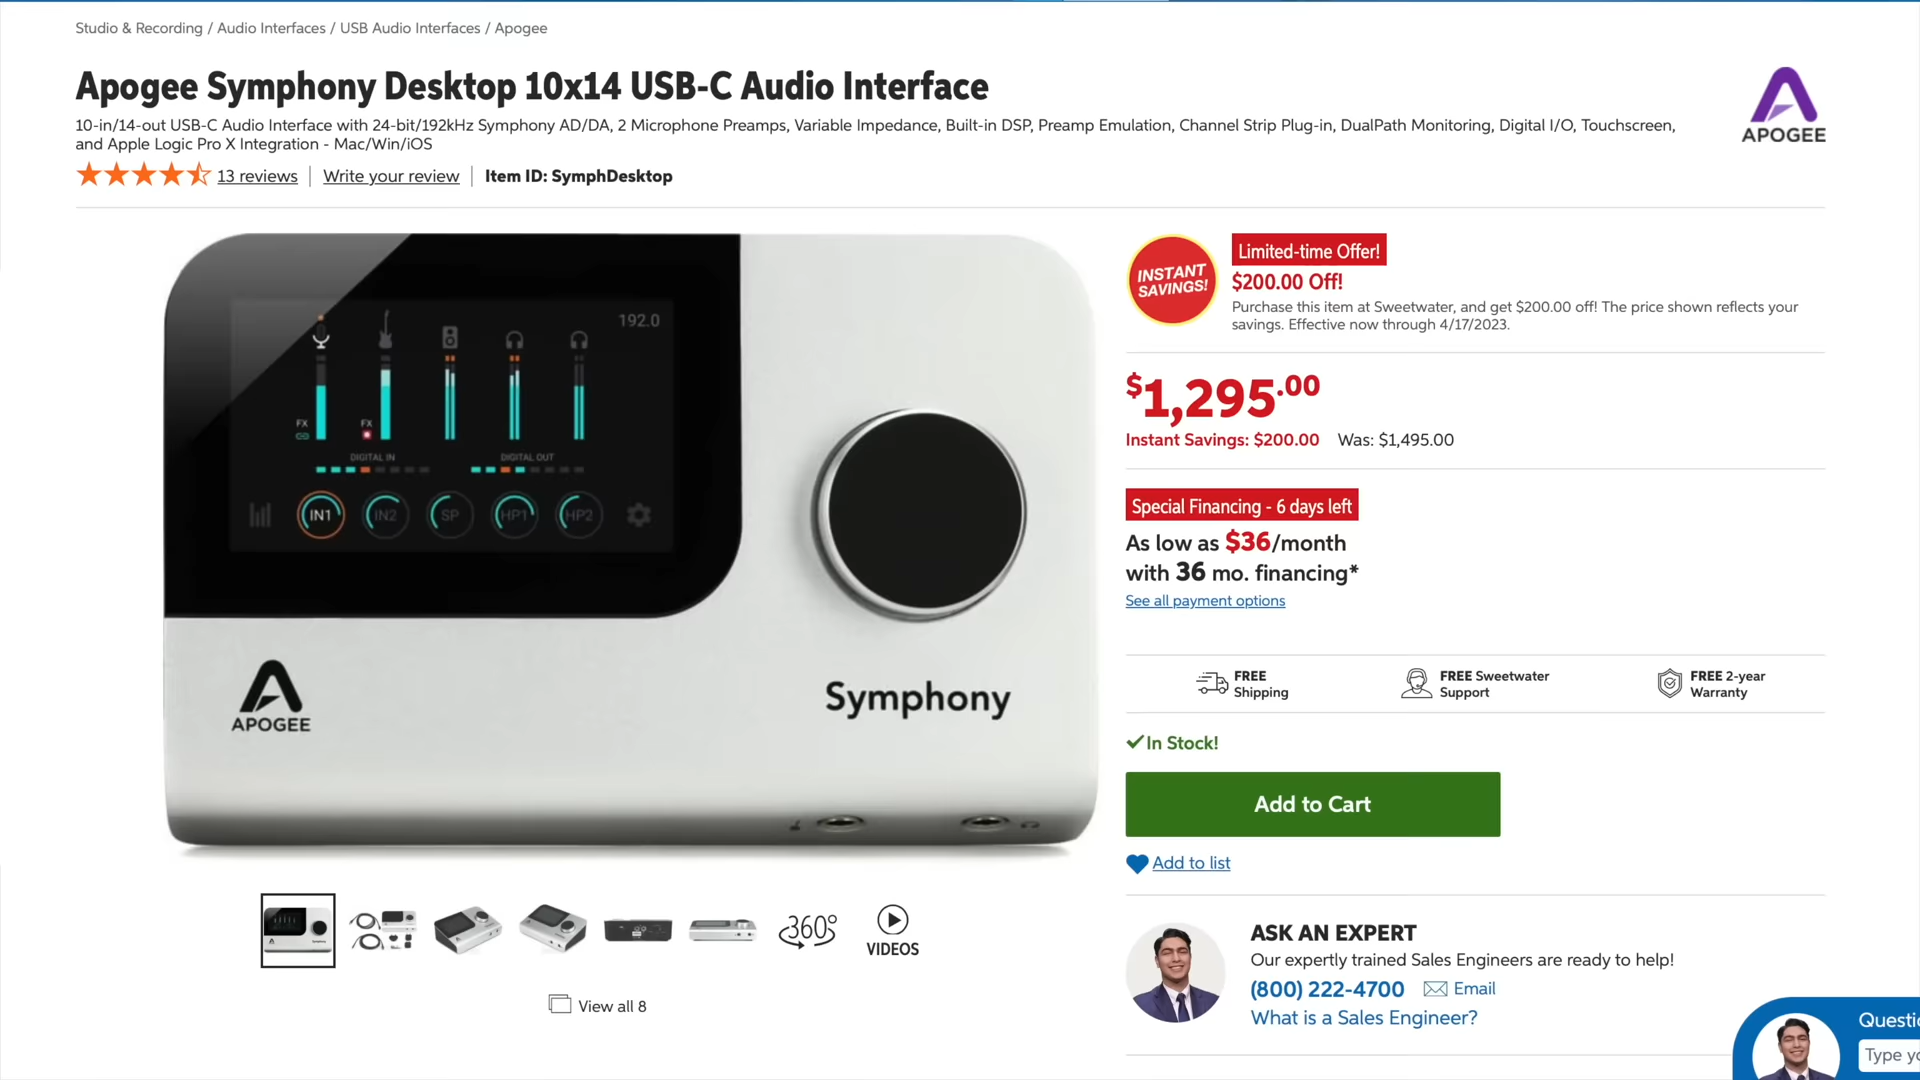 Studio & Recording / Audio Interfaces / USB Audio Interfaces / Apogee
Apogee Symphony Desktop 10x14 USB-C Audio Interface
10-in/14-out USB-C Audio Interface with 24-bit/192kHz Symphony AD/DA, 2 Microphone Preamps, Variable Impedance, Built-in DSP, Preamp Emulation, Channel Strip Plug-in, DualPath Monitoring, Digital I/O, Touchscreen,
and Apple Logic Pro X Integration - Mac/Win/iOS
APOGEE
13 reviews | Write your review | Item ID: SymphDesktop
192.0
FX
FX
DIGITAL IN
DIGITAL OUT
IN1
IN2
SP
HP1
HP2
APOGEE
Symphony
INSTANT
SAVINGS!
Limited-time Offer!
$200.00 Off!
Purchase this item at Sweetwater, and get $200.00 off! The price shown reflects your
savings. Effective now through 4/17/2023.
$1,295.00
Instant Savings: $200.00 Was: $1,495.00
Special Financing - 6 days left
As low as $36/month
with 36 mo. financing*
See all payment options
FREE
Shipping
FREE Sweetwater
Support
FREE 2-year
Warranty
In Stock!
Add to Cart
Add to list
360°
VIDEOS
View all 8
ASK AN EXPERT
Our expertly trained Sales Engineers are ready to help!
(800) 222-4700 Email
What is a Sales Engineer?
Questi
Type yo